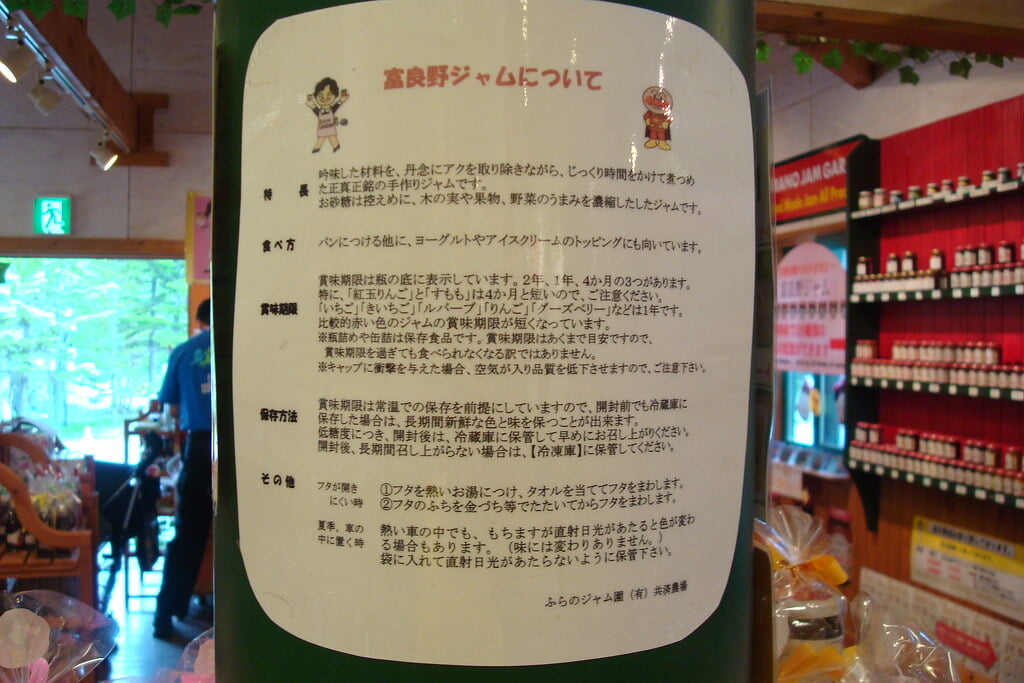 富良野ジャムについて
特長
吟味した材料を、丹念にアクを取り除きながら、じっくり時間をかけて煮つめ
た正真正銘の手作りジャムです。
お砂糖は控えめに、木の実や果物、野菜のうまみを濃縮したしたジャムです。
食べ方
パンにつける他に、ヨーグルトやアイスクリームのトッピングにも向いています。
賞味期限
賞味期限は瓶の底に表示しています。2年、1年、4か月の3つがあります。
特に、「紅玉りんご」と「すもも」は4か月と短いので、ご注意ください。
「いちご」「きいちご」「ルバーブ」「りんご」「グーズベリー」などは1年です。
比較的赤い色のジャムの賞味期限が短くなっています。
※瓶詰めや缶詰は保存食品です。賞味期限はあくまで目安ですので、
賞味期限を過ぎても食べられなくなる訳ではありません。
※キャップに衝撃を与えた場合、空気が入り品質を低下させますので、ご注意下さい。
保存方法
賞味期限は常温での保存を前提にしていますので、開封前でも冷蔵庫に
保存した場合は、長期間新鮮な色と味を保つことが出来ます。
低糖度につき、開封後は、冷蔵庫に保管して早めにお召し上がりください。
開封後、長期間召し上がらない場合は、【冷凍庫】に保管してください。
その他
フタが開き
にくい時
①フタを熱いお湯につけ、タオルを当ててフタをまわします。
②フタのふちを金づち等でたたいてからフタをまわします。
夏季、車の
中に置く時
熱い車の中でも、もちますが直射日光があたると色が変わ
る場合もあります。（味には変わりありません。）
袋に入れて直射日光があたらないように保管下さい。
ふらのジャム園（有）共済農場
RANO JAM GAR
Made Jam All Pro
富良野ジャム